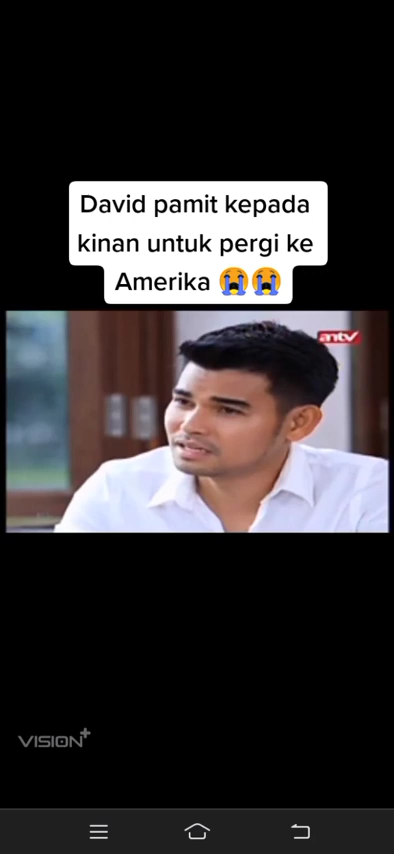 David pamit kepada
kinan untuk pergi ke
Amerika 😭😭
antv
VISION+